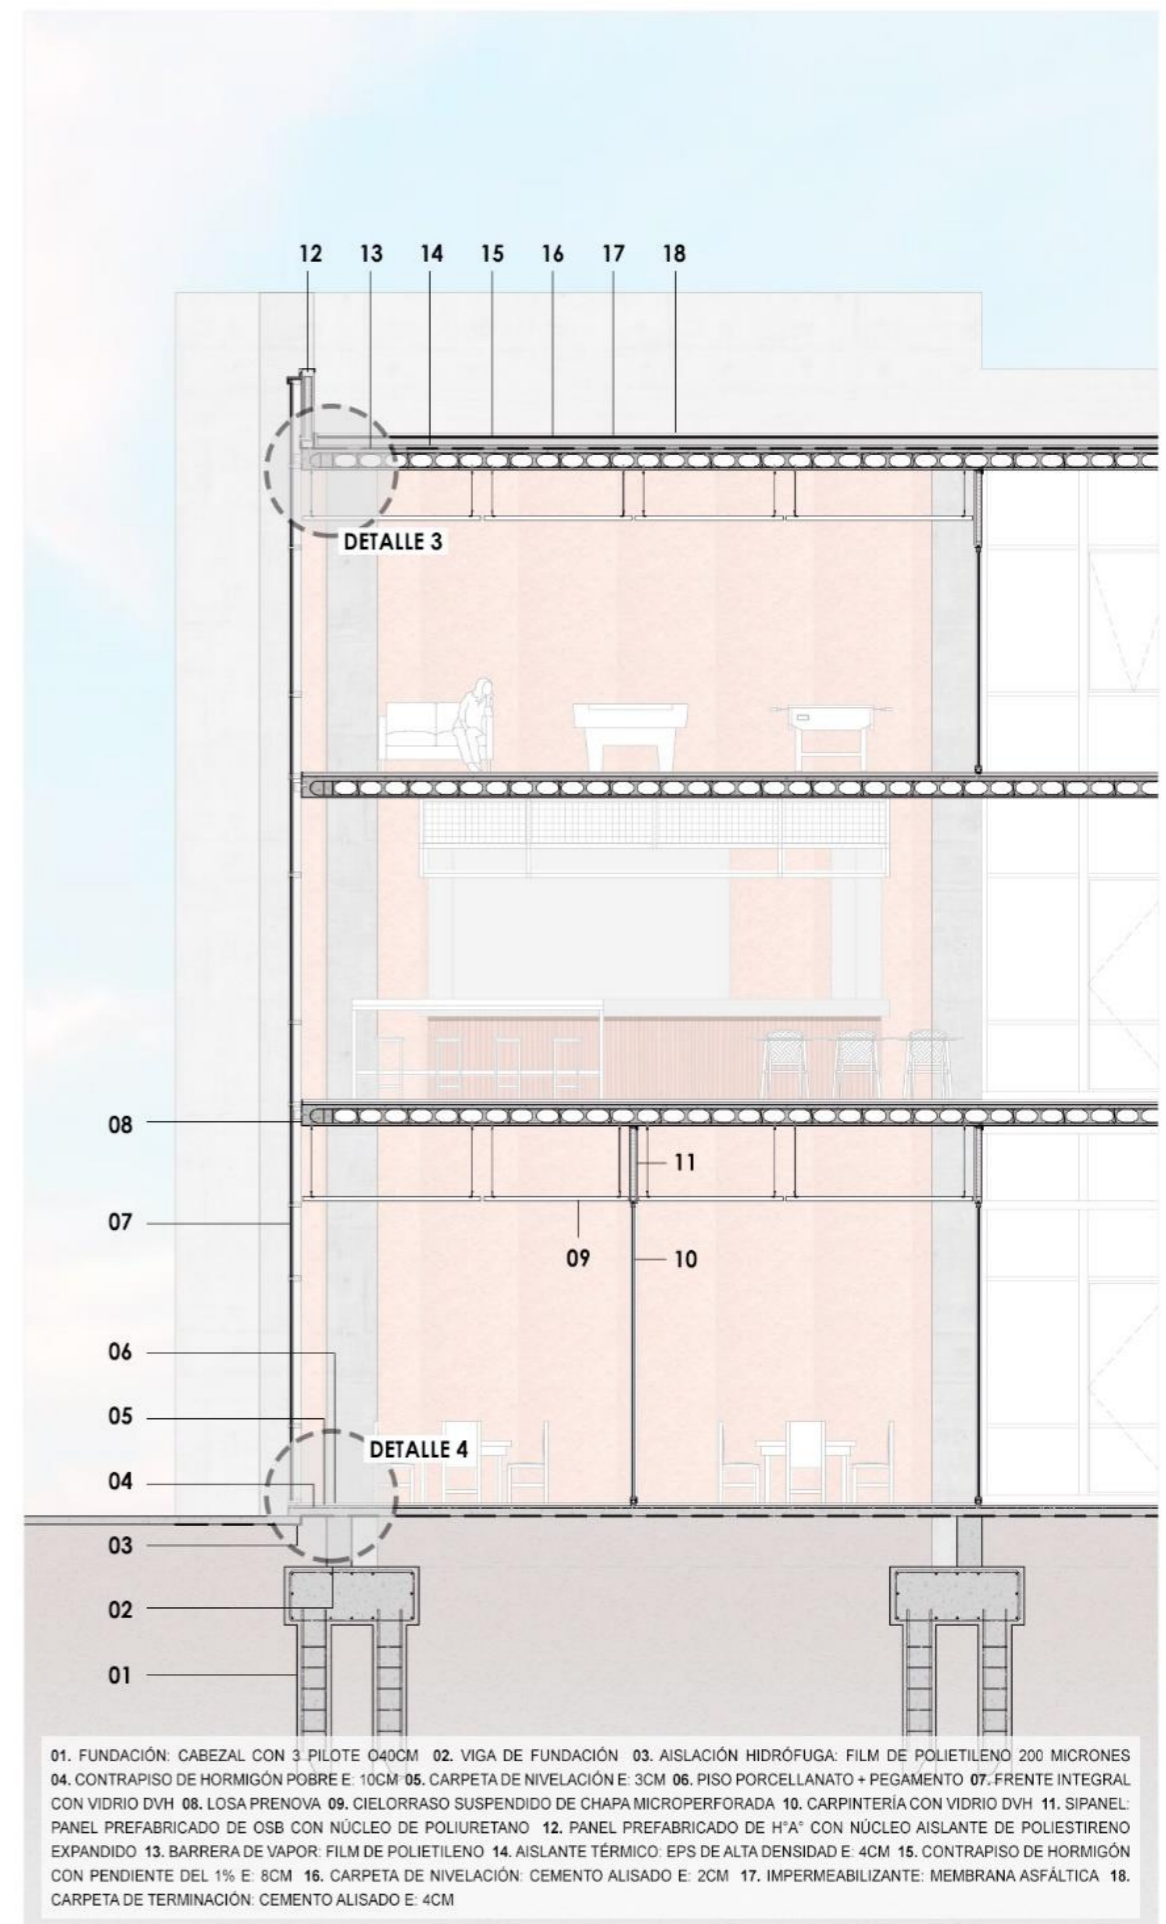 12 13 14 15 16 17 18
DETALLE 3
08
11
07
09 10
06
05
DETALLE 4
04
03
02
01
01. FUNDACIÓN: CABEZAL CON 3 PILOTE O40CM 02. VIGA DE FUNDACIÓN 03. AISLACIÓN HIDRÓFUGA: FILM DE POLIETILENO 200 MICRONES
04. CONTRAPISO DE HORMIGÓN POBRE E: 10CM 05. CARPETA DE NIVELACIÓN E: 3CM 06. PISO PORCELLANATO + PEGAMENTO 07. FRENTE INTEGRAL
CON VIDRIO DVH 08. LOSA PRENOVA 09. CIELORRASO SUSPENDIDO DE CHAPA MICROPERFORADA 10. CARPINTERÍA CON VIDRIO DVH 11. SIPANEL:
PANEL PREFABRICADO DE OSB CON NÚCLEO DE POLIURETANO 12. PANEL PREFABRICADO DE H°A° CON NÚCLEO AISLANTE DE POLIESTIRENO
EXPANDIDO 13. BARRERA DE VAPOR: FILM DE POLIETILENO 14. AISLANTE TÉRMICO: EPS DE ALTA DENSIDAD E: 4CM 15. CONTRAPISO DE HORMIGÓN
CON PENDIENTE DEL 1% E: 8CM 16. CARPETA DE NIVELACIÓN: CEMENTO ALISADO E: 2CM 17. IMPERMEABILIZANTE: MEMBRANA ASFÁLTICA 18.
CARPETA DE TERMINACIÓN: CEMENTO ALISADO E: 4CM